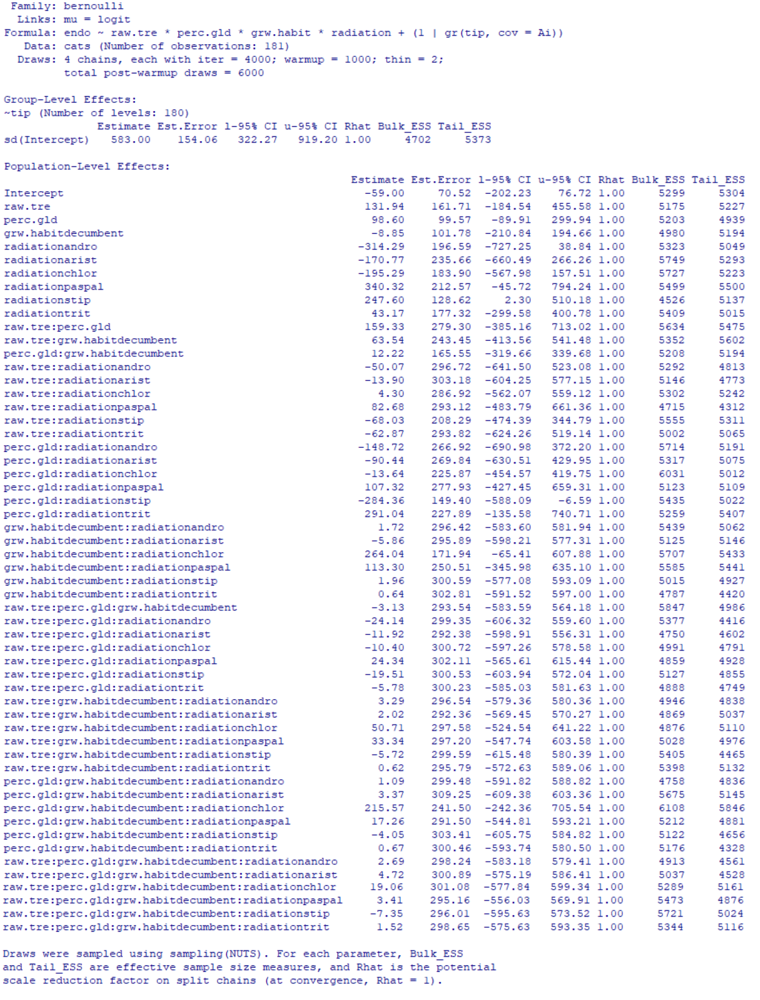 Family: bernoulli
Links: mu = logit
Formula: endo ~ raw.tre * perc.gld * grw.habit * radiation + (1 | gr(tip, cov = Ai))
Data: cats (Number of observations: 181)
Draws: 4 chains, each with iter = 4000; warmup = 1000; thin = 2;
total post-warmup draws = 6000
Group-Level Effects:
~tip (Number of levels: 180)
Estimate Est.Error l-95% CI u-95% CI Rhat Bulk_ESS Tail_ESS
sd(Intercept) 583.00 154.06 322.27 919.20 1.00 4702 5373
Population-Level Effects:
Estimate Est.Error l-95% CI u-95% CI Rhat Bulk_ESS Tail_ESS
Intercept -59.00 70.52 -202.23 76.72 1.00 5299 5304
raw.tre 131.94 161.71 -184.54 455.58 1.00 5175 5227
perc.gld 98.60 99.57 -89.91 299.94 1.00 5203 4939
grw.habitdecumbent -8.85 101.78 -210.84 194.66 1.00 4980 5194
radiationandro -314.29 196.59 -727.25 38.84 1.00 5323 5049
radiationarist -170.77 235.66 -660.49 266.26 1.00 5749 5293
radiationchlor -195.29 183.90 -567.98 157.51 1.00 5727 5223
radiationpaspal 340.32 212.57 -45.72 794.24 1.00 5499 5500
radiationstip 247.60 128.62 2.30 510.18 1.00 4526 5137
radiationtrit 43.17 177.32 -299.58 400.78 1.00 5409 5015
raw.tre:perc.gld 159.33 279.30 -385.16 713.02 1.00 5634 5475
raw.tre:grw.habitdecumbent 63.54 243.45 -413.56 541.48 1.00 5352 5602
perc.gld:grw.habitdecumbent 12.22 165.55 -319.66 339.68 1.00 5208 5194
raw.tre:radiationandro -50.07 296.72 -641.50 523.08 1.00 5292 4813
raw.tre:radiationarist -13.90 303.18 -604.25 577.15 1.00 5146 4773
raw.tre:radiationchlor 4.30 286.92 -562.07 559.12 1.00 5302 5242
raw.tre:radiationpaspal 82.68 293.12 -483.79 661.36 1.00 4715 4312
raw.tre:radiationstip -68.03 208.29 -474.39 344.79 1.00 5555 5311
raw.tre:radiationtrit -62.87 293.82 -624.26 519.14 1.00 5002 5065
perc.gld:radiationandro -148.72 266.92 -690.98 372.20 1.00 5714 5191
perc.gld:radiationarist -90.44 269.84 -630.51 429.95 1.00 5317 5075
perc.gld:radiationchlor -13.64 225.87 -454.57 419.75 1.00 6031 5012
perc.gld:radiationpaspal 107.32 277.93 -427.45 659.31 1.00 5123 5109
perc.gld:radiationstip -284.36 149.40 -588.09 -6.59 1.00 5435 5022
perc.gld:radiationtrit 291.04 227.89 -135.58 740.71 1.00 5259 5407
grw.habitdecumbent:radiationandro 1.72 296.42 -583.60 581.94 1.00 5439 5062
grw.habitdecumbent:radiationarist -5.86 295.89 -598.21 577.31 1.00 5125 5146
grw.habitdecumbent:radiationchlor 264.04 171.94 -65.41 607.88 1.00 5707 5433
grw.habitdecumbent:radiationpaspal 113.30 250.51 -345.98 635.10 1.00 5585 5441
grw.habitdecumbent:radiationstip 1.96 300.59 -577.08 593.09 1.00 5015 4927
grw.habitdecumbent:radiationtrit 0.64 302.81 -591.52 597.00 1.00 4787 4420
raw.tre:perc.gld:grw.habitdecumbent -3.13 293.54 -583.59 564.18 1.00 5847 4986
raw.tre:perc.gld:radiationandro -24.14 299.35 -606.32 559.60 1.00 5377 4416
raw.tre:perc.gld:radiationarist -11.92 292.38 -598.91 556.31 1.00 4750 4602
raw.tre:perc.gld:radiationchlor -10.40 300.72 -597.26 578.58 1.00 4991 4791
raw.tre:perc.gld:radiationpaspal 24.34 302.11 -565.61 615.44 1.00 4859 4928
raw.tre:perc.gld:radiationstip -19.51 300.53 -603.94 572.04 1.00 5127 4855
raw.tre:perc.gld:radiationtrit -5.78 300.23 -585.03 581.63 1.00 4888 4749
raw.tre:grw.habitdecumbent:radiationandro 3.29 296.54 -579.36 580.36 1.00 4946 4838
raw.tre:grw.habitdecumbent:radiationarist 2.02 292.36 -569.45 570.27 1.00 4869 5037
raw.tre:grw.habitdecumbent:radiationchlor 50.71 297.58 -524.54 641.22 1.00 4876 5110
raw.tre:grw.habitdecumbent:radiationpaspal 33.34 297.20 -547.74 603.58 1.00 5028 4976
raw.tre:grw.habitdecumbent:radiationstip -5.72 299.59 -615.48 580.39 1.00 5405 4465
raw.tre:grw.habitdecumbent:radiationtrit 0.62 295.79 -572.63 589.06 1.00 5398 5132
perc.gld:grw.habitdecumbent:radiationandro 1.09 299.48 -591.82 588.82 1.00 4758 4836
perc.gld:grw.habitdecumbent:radiationarist 3.37 309.25 -609.38 603.36 1.00 5675 5145
perc.gld:grw.habitdecumbent:radiationchlor 215.57 241.50 -242.36 705.54 1.00 6108 5846
perc.gld:grw.habitdecumbent:radiationpaspal 17.26 291.50 -544.81 593.21 1.00 5212 4881
perc.gld:grw.habitdecumbent:radiationstip -4.05 303.41 -605.75 584.82 1.00 5122 4656
perc.gld:grw.habitdecumbent:radiationtrit 0.67 300.46 -593.74 580.50 1.00 5176 4328
raw.tre:perc.gld:grw.habitdecumbent:radiationandro 2.69 298.24 -583.18 579.41 1.00 4913 4561
raw.tre:perc.gld:grw.habitdecumbent:radiationarist 4.72 300.89 -575.19 586.41 1.00 5037 4528
raw.tre:perc.gld:grw.habitdecumbent:radiationchlor 19.06 301.08 -577.84 599.34 1.00 5289 5161
raw.tre:perc.gld:grw.habitdecumbent:radiationpaspal 3.41 295.16 -556.03 569.91 1.00 5473 4876
raw.tre:perc.gld:grw.habitdecumbent:radiationstip -7.35 296.01 -595.63 573.52 1.00 5721 5024
raw.tre:perc.gld:grw.habitdecumbent:radiationtrit 1.52 298.65 -575.63 593.35 1.00 5344 5116
Draws were sampled using sampling(NUTS). For each parameter, Bulk_ESS
and Tail_ESS are effective sample size measures, and Rhat is the potential
scale reduction factor on split chains (at convergence, Rhat = 1).